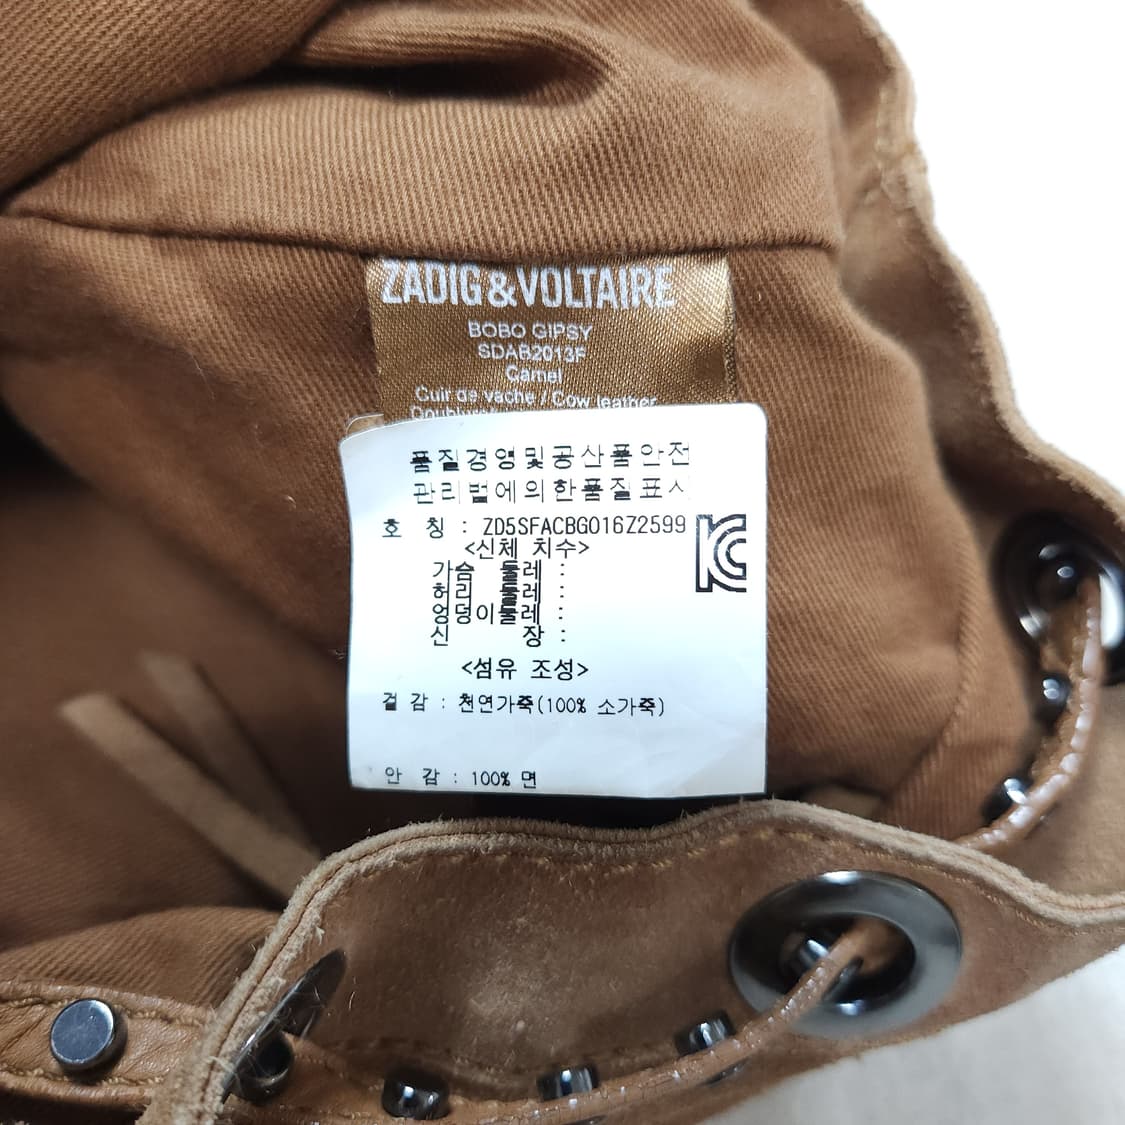 ZADIG&VOLTAIRE
BOBO GIPSY
SDAB2013F
Camel
Cuir de vache / Cow leather
품질경영및공산품안전
관리법에의한품질표시
호 칭 : ZD5SFACBG016Z2599
<신체 치수>
가슴 둘레 :
허리 둘레 :
엉덩이둘레 :
신 장 :
<섬유 조성>
겉 감 : 천연가죽(100% 소가죽)
안 감 : 100% 면